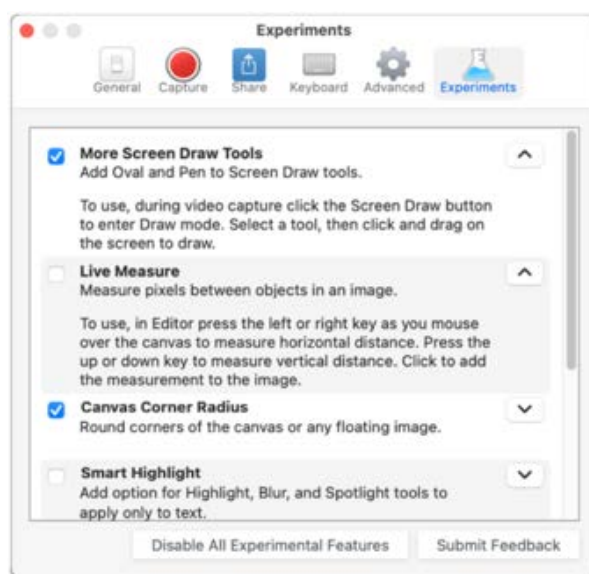 Experiments
General Capture Share Keyboard Advanced Experiments
More Screen Draw Tools
Add Oval and Pen to Screen Draw tools.
To use, during video capture click the Screen Draw button
to enter Draw mode. Select a tool, then click and drag on
the screen to draw.
Live Measure
Measure pixels between objects in an image.
To use, in Editor press the left or right key as you mouse
over the canvas to measure horizontal distance. Press the
up or down key to measure vertical distance. Click to add
the measurement to the image.
Canvas Corner Radius
Round corners of the canvas or any floating image.
Smart Highlight
Add option for Highlight, Blur, and Spotlight tools to
apply only to text.
Disable All Experimental Features Submit Feedback